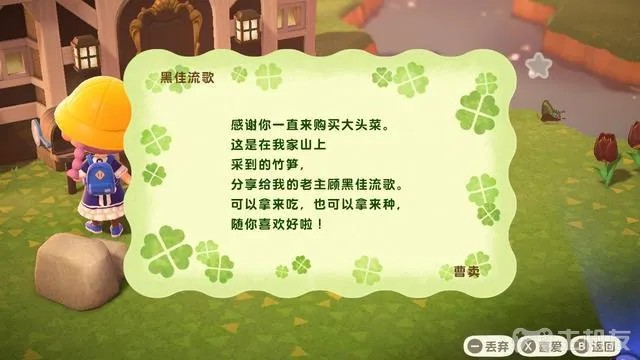 黑佳流歌
感谢你一直来购买大头菜。
这是在我家山上
采到的竹笋，
分享给我的老主顾黑佳流歌。
可以拿来吃，也可以拿来种，
随你喜欢好啦！
曹卖
－丢弃 X喜爱 B返回